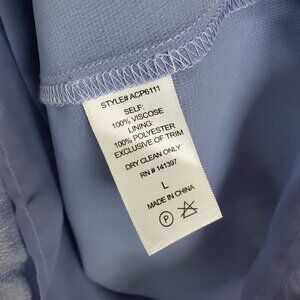 STYLE# ACP6111
SELF:
100% VISCOSE
LINING:
100% POLYESTER
EXCLUSIVE OF TRIM
DRY CLEAN ONLY
RN # 141397
L
MADE IN CHINA
P